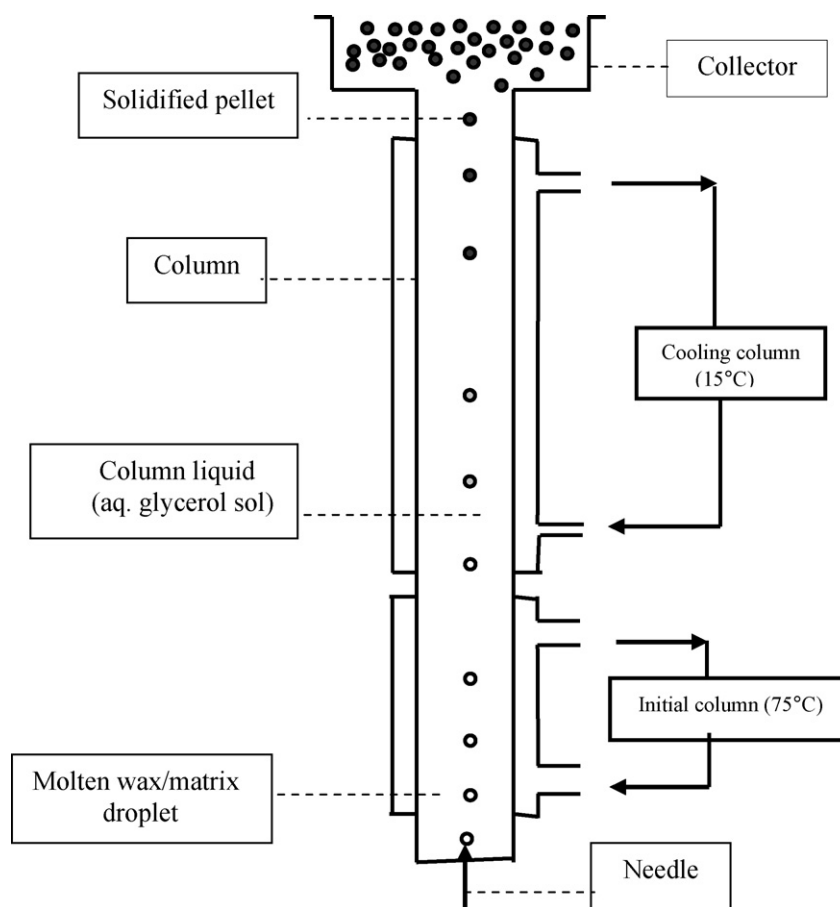 Collector
Solidified pellet
Column
Cooling column
(15°C)
Column liquid
(aq. glycerol sol)
Initial column (75°C)
Molten wax/matrix
droplet
Needle